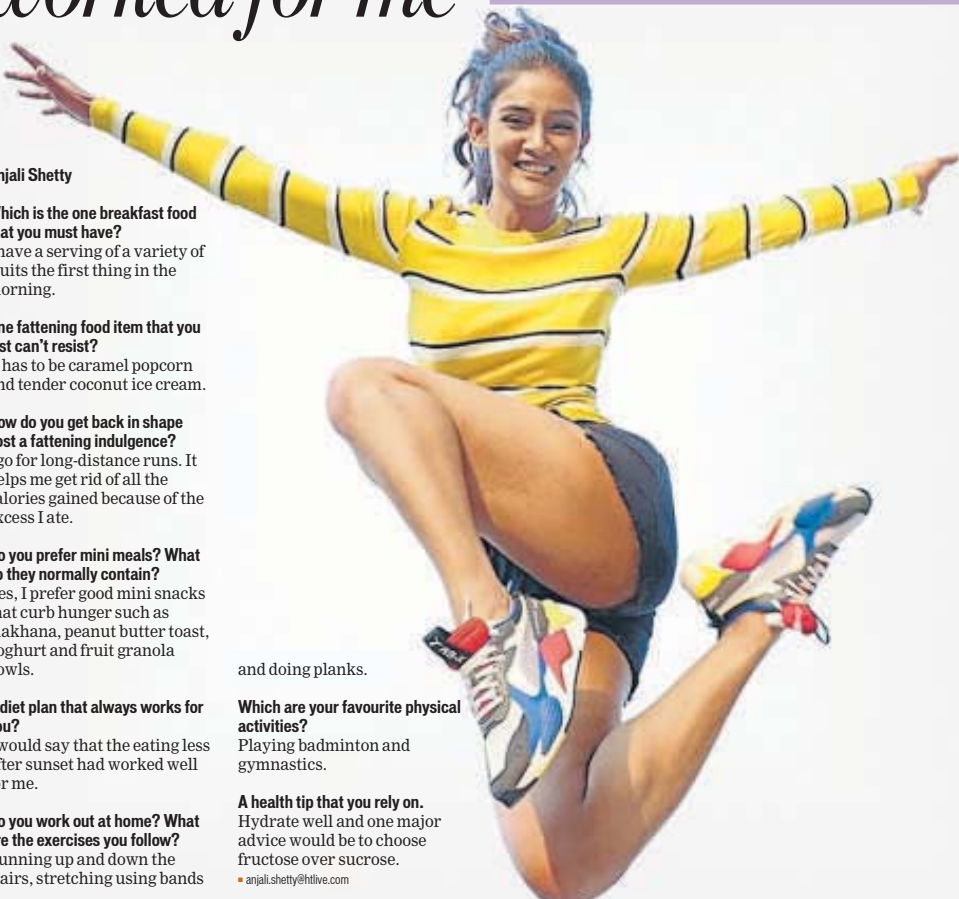 worked for me
njali Shetty
hich is the one breakfast food
at you must have?
have a serving of a variety of
uits the first thing in the
orning.
ne fattening food item that you
st can’t resist?
has to be caramel popcorn
nd tender coconut ice cream.
ow do you get back in shape
ost a fattening indulgence?
go for long-distance runs. It
elps me get rid of all the
alories gained because of the
xcess I ate.
o you prefer mini meals? What
o they normally contain?
es, I prefer good mini snacks
hat curb hunger such as
akhana, peanut butter toast,
oghurt and fruit granola
owls.
diet plan that always works for
ou?
would say that the eating less
fter sunset had worked well
or me.
o you work out at home? What
re the exercises you follow?
unning up and down the
airs, stretching using bands
and doing planks.
Which are your favourite physical
activities?
Playing badminton and
gymnastics.
A health tip that you rely on.
Hydrate well and one major
advice would be to choose
fructose over sucrose.
anjali.shetty@htlive.com